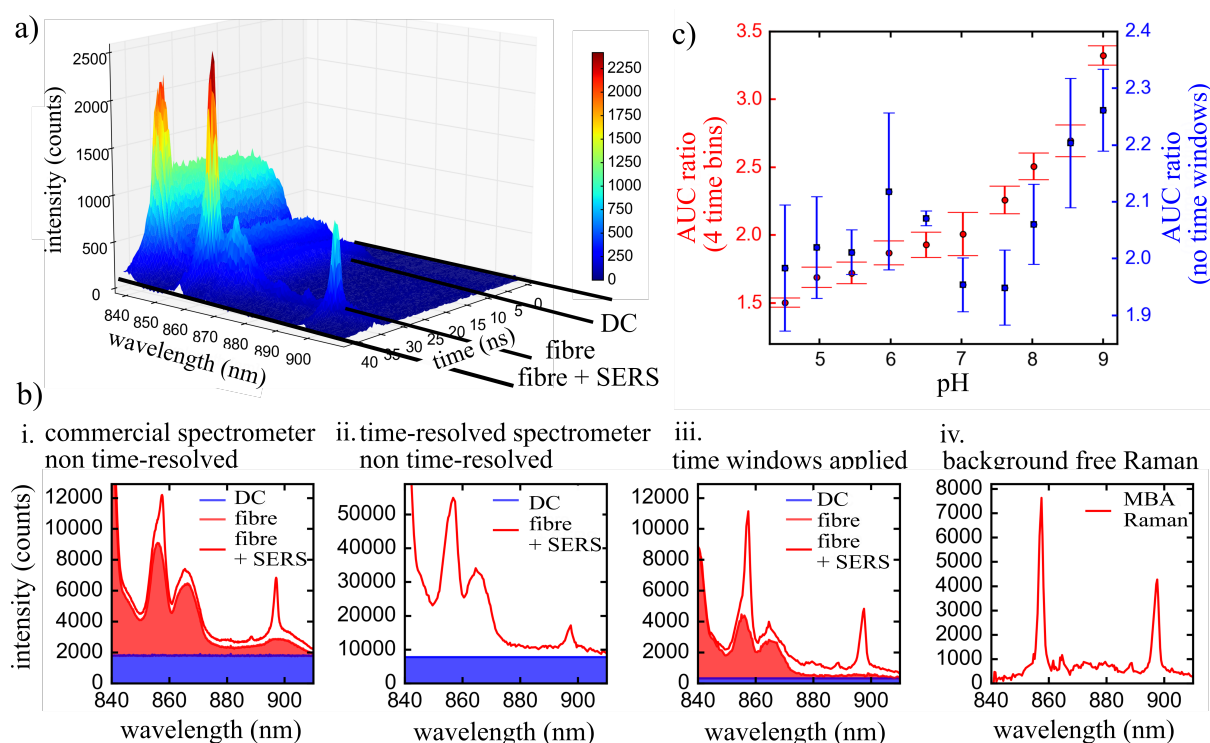 a)
intensity (counts)
2500
2000
1500
1000
500
0
840
850
860
870
880
890
900
wavelength (nm)
40
35
30
25
20
15
10
5
0
time (ns)
2250
2000
1750
1500
1250
1000
750
500
250
0
DC
fibre
fibre + SERS
c)
AUC ratio
(4 time bins)
3.5
3.0
2.5
2.0
1.5
5 6 7 8 9
pH
2.4
2.3
2.2
2.1
2.0
1.9
AUC ratio
(no time windows)
b)
i. commercial spectrometer
non time-resolved
intensity (counts)
12000
10000
8000
6000
4000
2000
0
840 860 880 900
wavelength (nm)
DC
fibre
fibre
+ SERS
ii. time-resolved spectrometer
non time-resolved
50000
40000
30000
20000
10000
0
840 860 880 900
wavelength (nm)
DC
fibre
+ SERS
iii.
time windows applied
12000
10000
8000
6000
4000
2000
0
840 860 880 900
wavelength (nm)
DC
fibre
fibre
+ SERS
iv.
background free Raman
8000
7000
6000
5000
4000
3000
2000
1000
0
840 860 880 900
wavelength (nm)
MBA
Raman